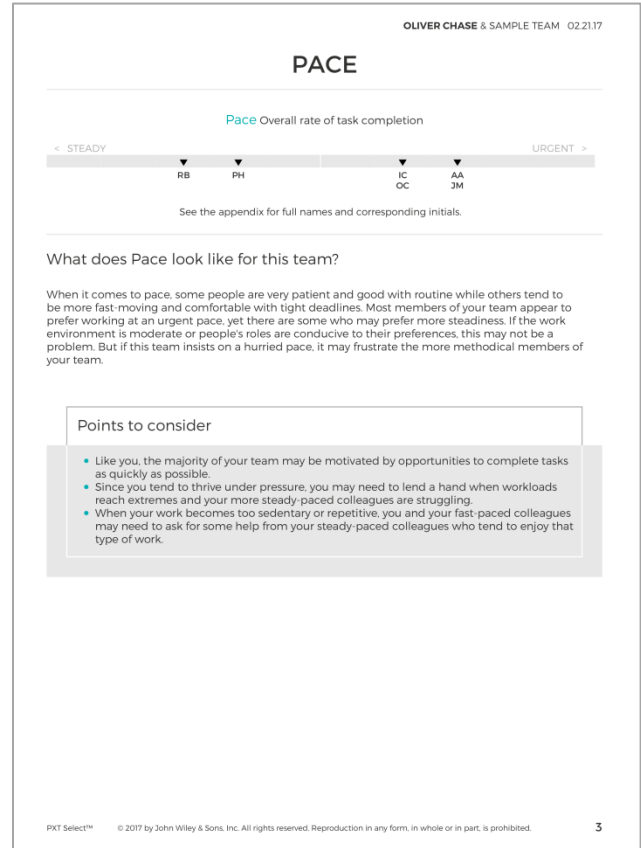 OLIVER CHASE & SAMPLE TEAM 02.21.17
PACE
Pace Overall rate of task completion
< STEADY URGENT >
RB PH IC AA
OC JM
See the appendix for full names and corresponding initials.
What does Pace look like for this team?
When it comes to pace, some people are very patient and good with routine while others tend to
be more fast-moving and comfortable with tight deadlines. Most members of your team appear to
prefer working at an urgent pace, yet there are some who may prefer more steadiness. If the work
environment is moderate or people's roles are conducive to their preferences, this may not be a
problem. But if this team insists on a hurried pace, it may frustrate the more methodical members of
your team.
Points to consider
• Like you, the majority of your team may be motivated by opportunities to complete tasks
as quickly as possible.
• Since you tend to thrive under pressure, you may need to lend a hand when workloads
reach extremes and your more steady-paced colleagues are struggling.
• When your work becomes too sedentary or repetitive, you and your fast-paced colleagues
may need to ask for some help from your steady-paced colleagues who tend to enjoy that
type of work.
PXT Select™ © 2017 by John Wiley & Sons, Inc. All rights reserved. Reproduction in any form, in whole or in part, is prohibited. 3